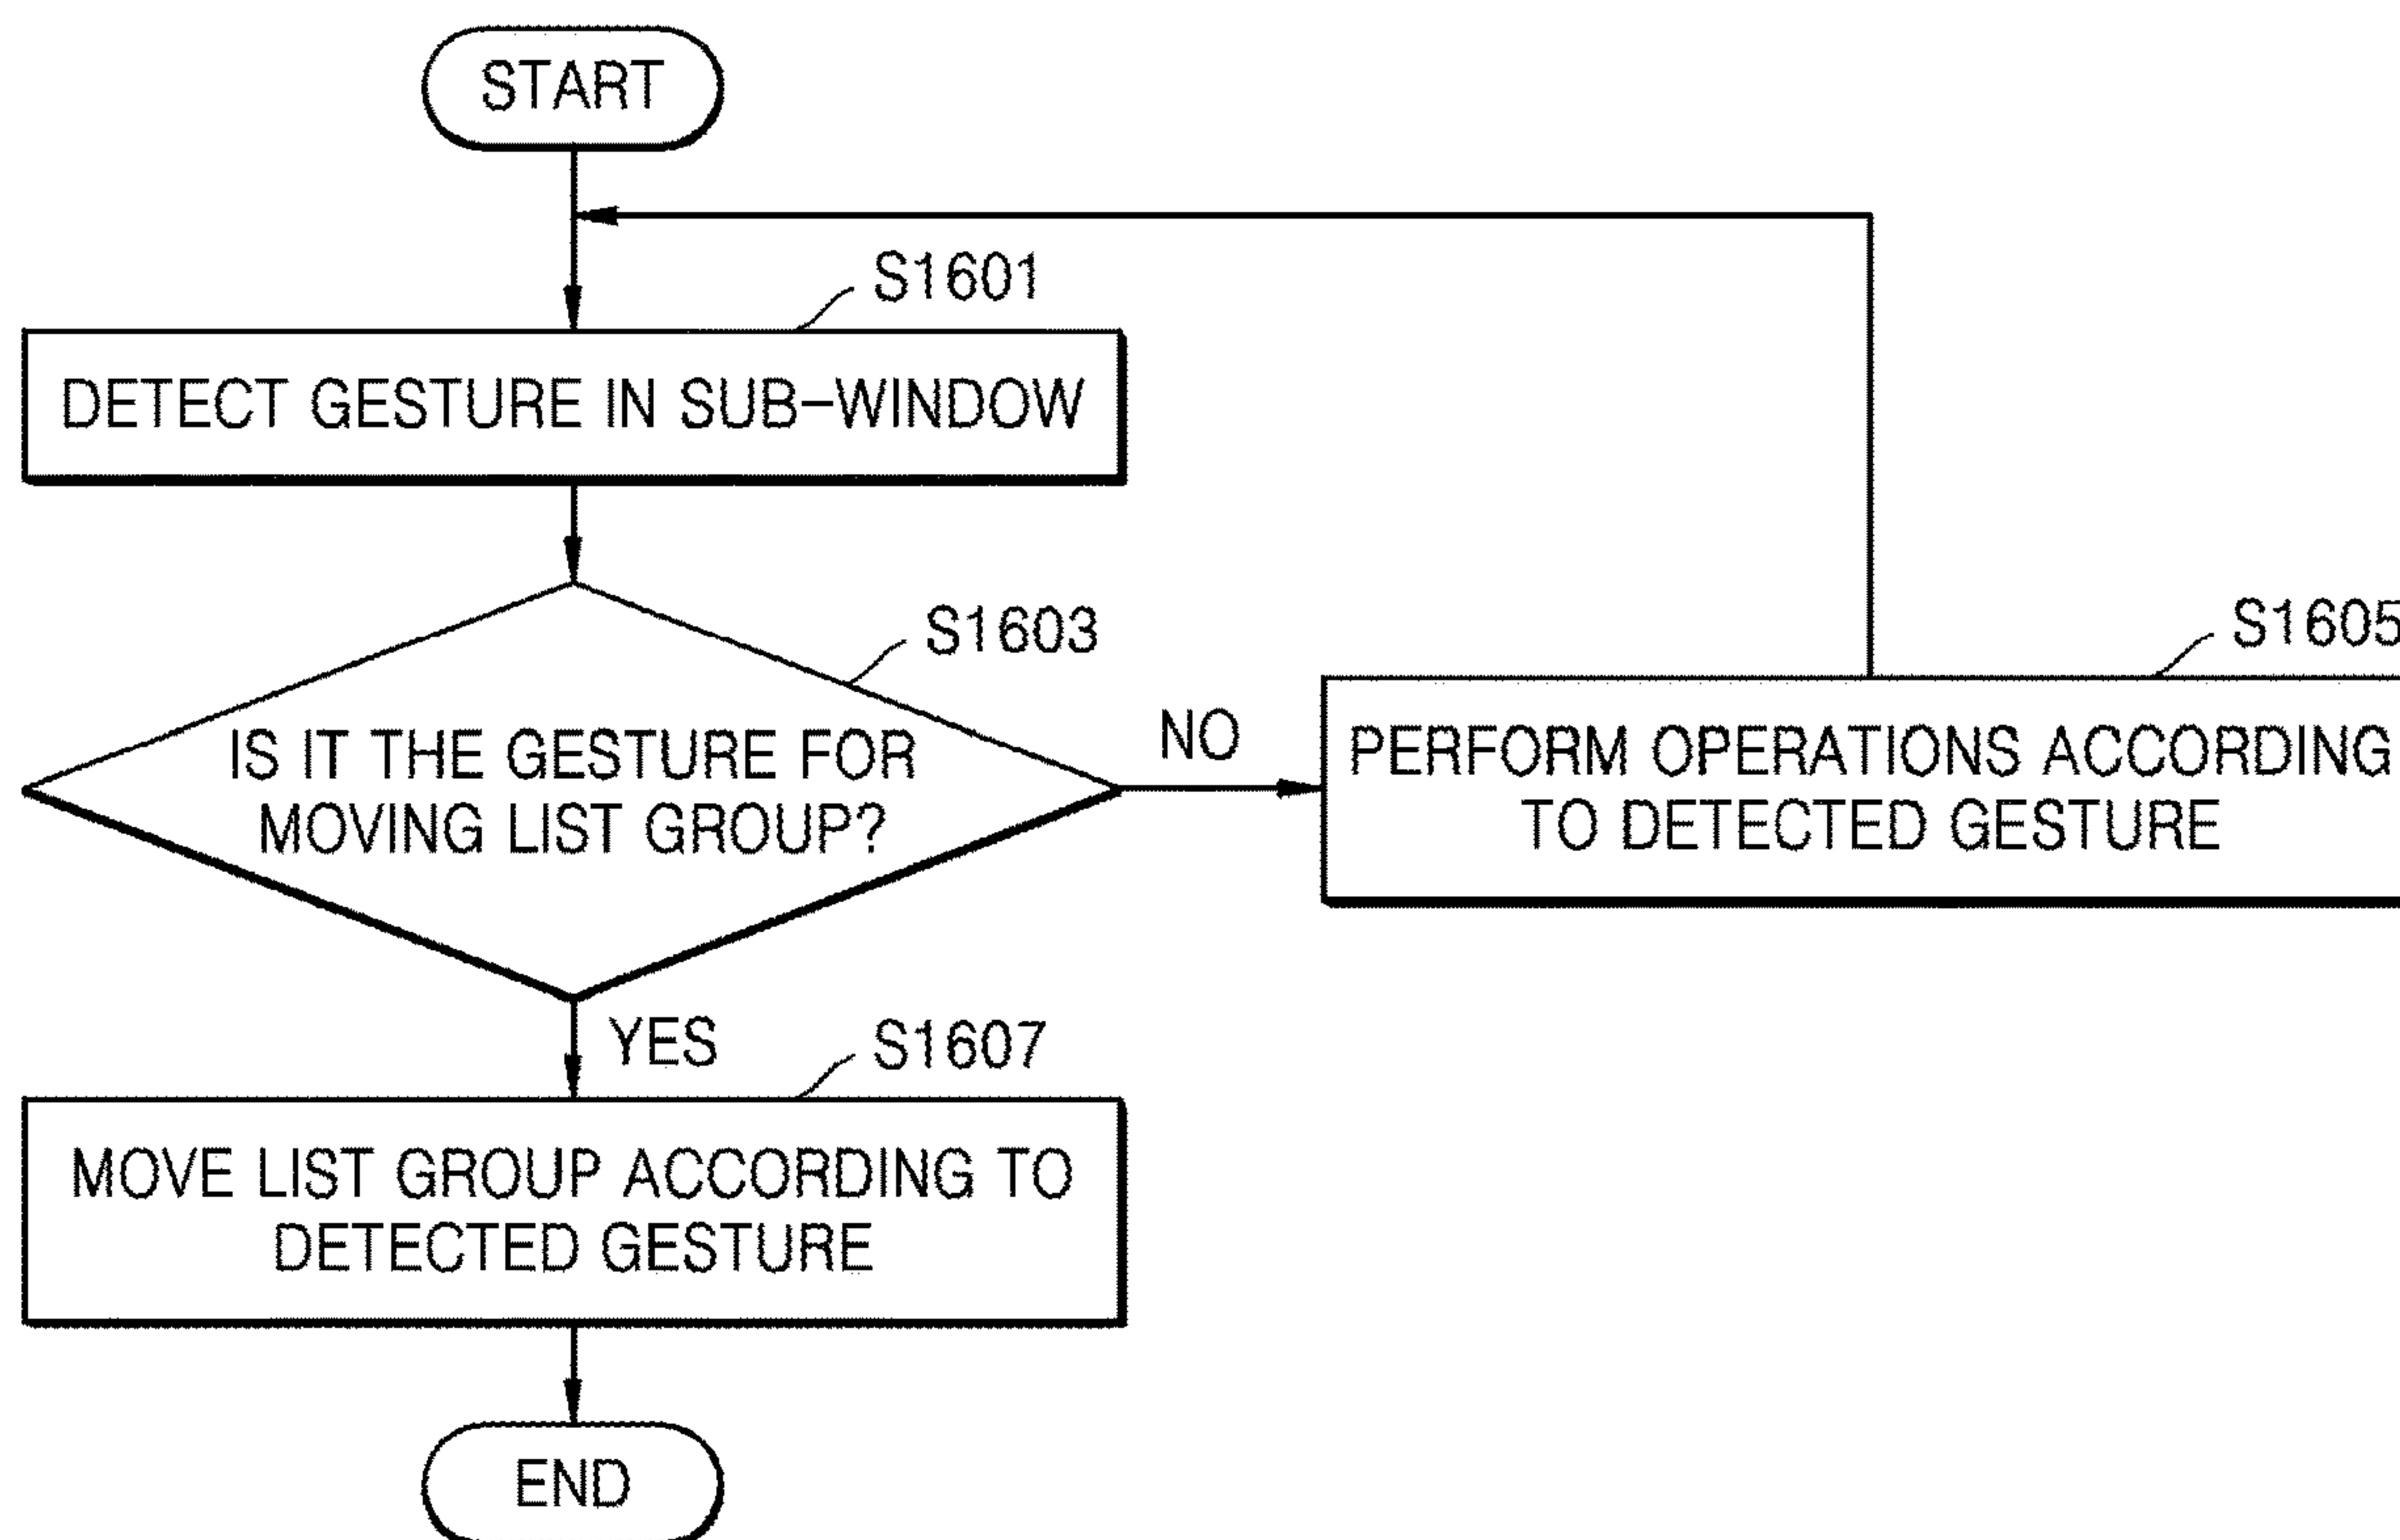 START
S1601
DETECT GESTURE IN SUB-WINDOW
S1603
IS IT THE GESTURE FOR
MOVING LIST GROUP?
NO
S1605
PERFORM OPERATIONS ACCORDING
TO DETECTED GESTURE
YES
S1607
MOVE LIST GROUP ACCORDING TO
DETECTED GESTURE
END